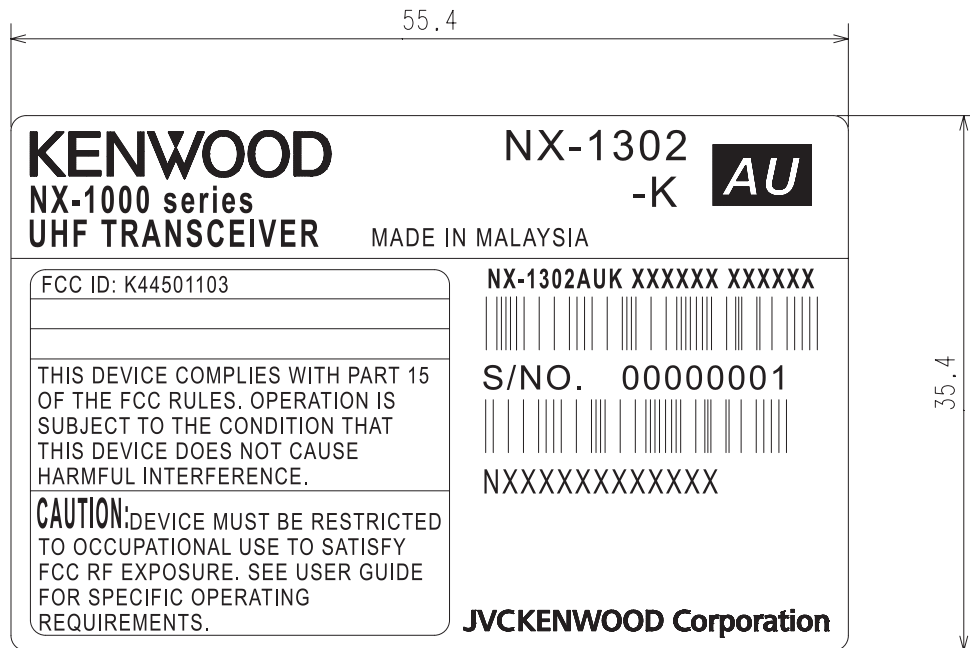 55.4
KENWOOD
NX-1302
-K AU
NX-1000 series
UHF TRANSCEIVER MADE IN MALAYSIA
FCC ID: K44501103
THIS DEVICE COMPLIES WITH PART 15
OF THE FCC RULES. OPERATION IS
SUBJECT TO THE CONDITION THAT
THIS DEVICE DOES NOT CAUSE
HARMFUL INTERFERENCE.
CAUTION:DEVICE MUST BE RESTRICTED
TO OCCUPATIONAL USE TO SATISFY
FCC RF EXPOSURE. SEE USER GUIDE
FOR SPECIFIC OPERATING
REQUIREMENTS.
NX-1302AUK XXXXXX XXXXXX
S/NO. 00000001
NXXXXXXXXXXXX
JVCKENWOOD Corporation
35.4